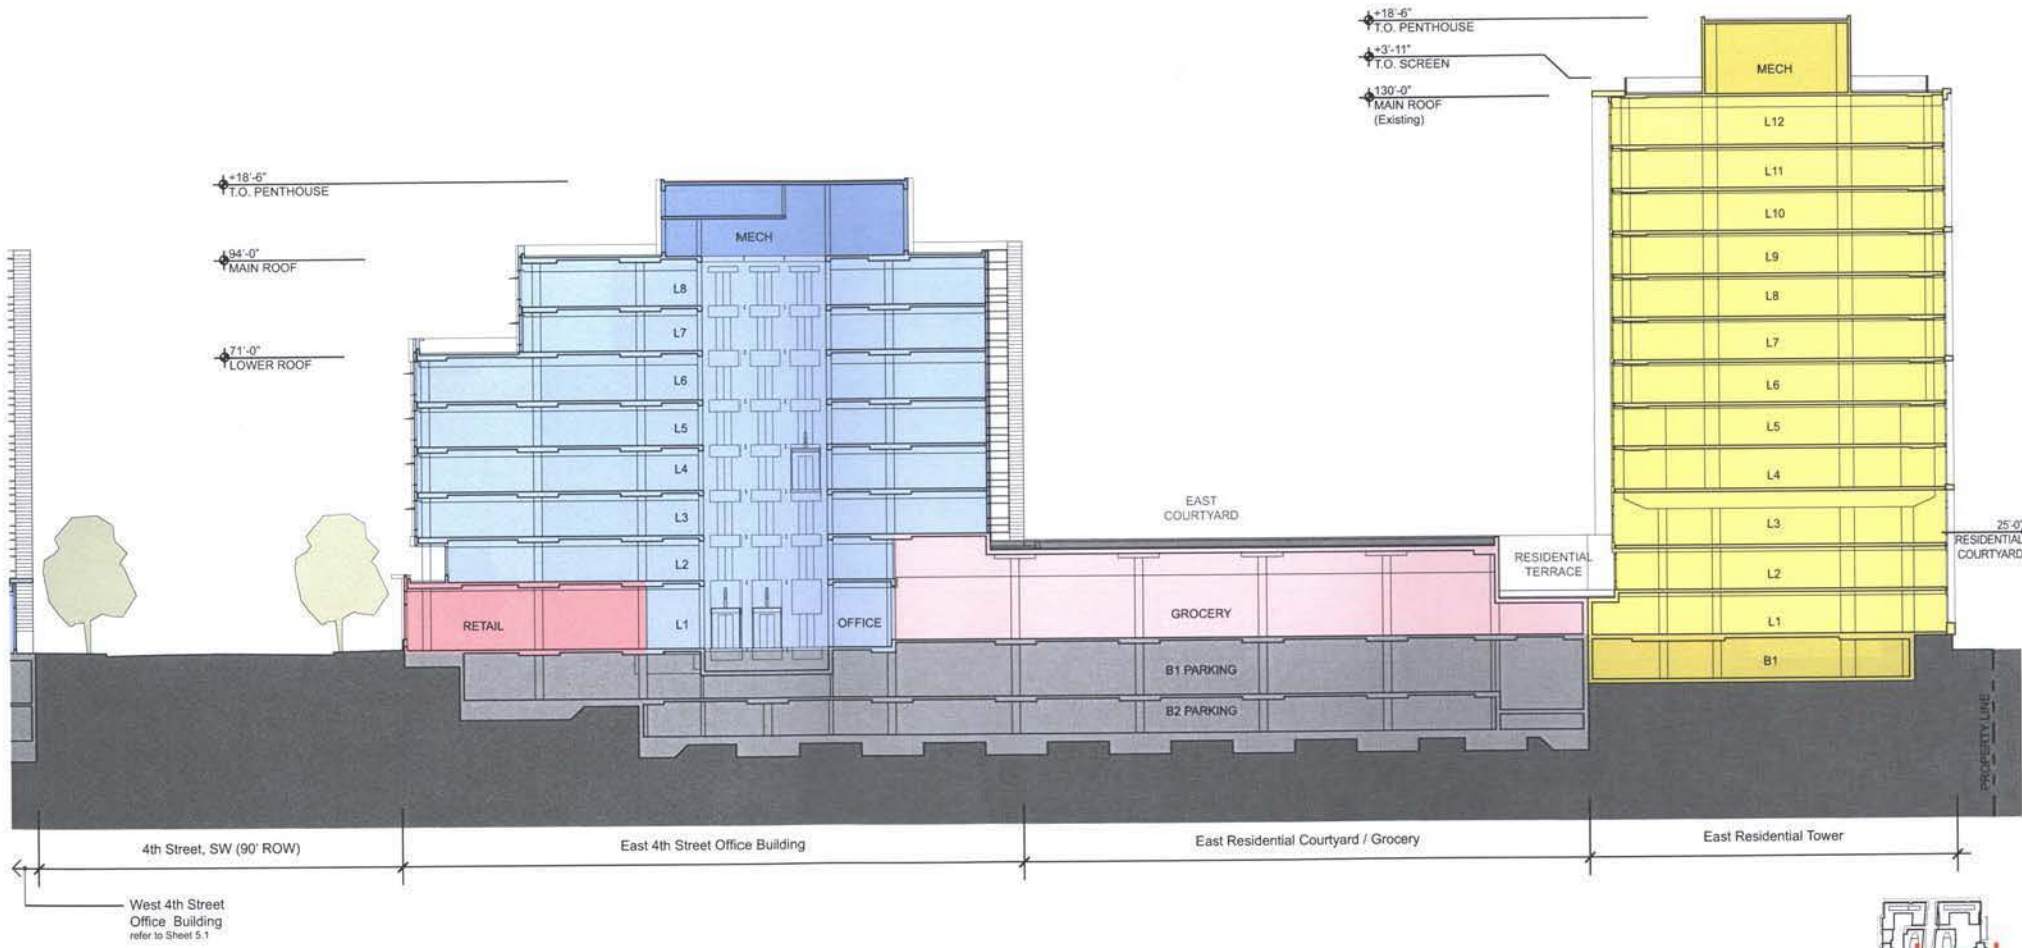 +18'-6"
T.O. PENTHOUSE
+3'-11"
T.O. SCREEN
130'-0"
MAIN ROOF
(Existing)
MECH
L12
L11
L10
L9
L8
L7
L6
L5
L4
L3
L2
L1
B1
+18'-6"
T.O. PENTHOUSE
94'-0"
MAIN ROOF
71'-0"
LOWER ROOF
MECH
L8
L7
L6
L5
L4
L3
L2
RETAIL
L1
OFFICE
EAST
COURTYARD
GROCERY
RESIDENTIAL
TERRACE
25'-0"
RESIDENTIAL
COURTYARD
B1 PARKING
B2 PARKING
PROPERTY LINE
4th Street, SW (90' ROW)
East 4th Street Office Building
East Residential Courtyard / Grocery
East Residential Tower
West 4th Street
Office Building
refer to Sheet 5.1